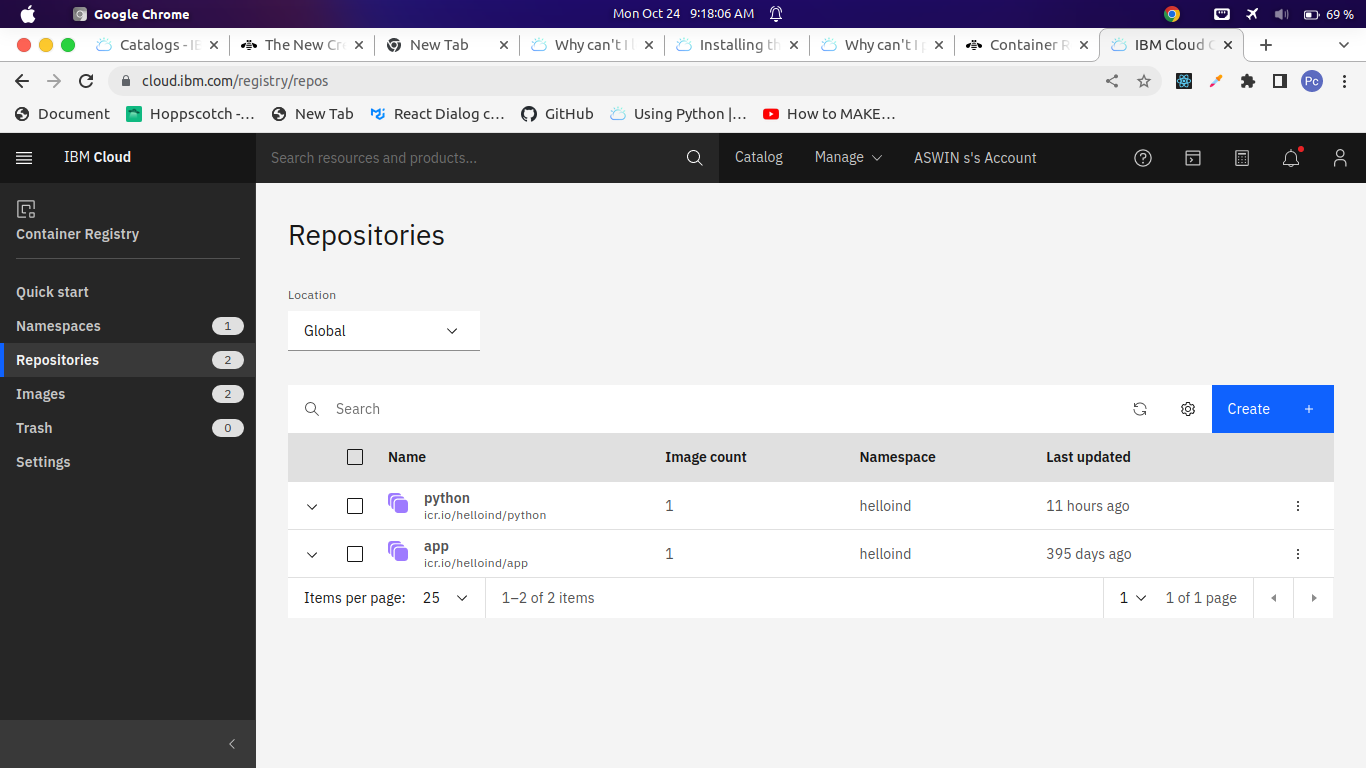 Google Chrome
Mon Oct 24 9:18:06 AM
69 %
Catalogs - IE
The New Cr
New Tab
Why can't I l
Installing th
Why can't I p
Container R
IBM Cloud C
cloud.ibm.com/registry/repos
Pc
Document
Hoppscotch -...
New Tab
React Dialog c...
GitHub
Using Python |...
How to MAKE...
IBM Cloud
Search resources and products...
Catalog
Manage
ASWIN s's Account
Container Registry
Quick start
Namespaces 1
Repositories 2
Images 2
Trash 0
Settings
Repositories
Location
Global
Search
Create +
Name Image count Namespace Last updated
python 1 helloind 11 hours ago
icr.io/helloind/python
app 1 helloind 395 days ago
icr.io/helloind/app
Items per page: 25 1–2 of 2 items 1 1 of 1 page